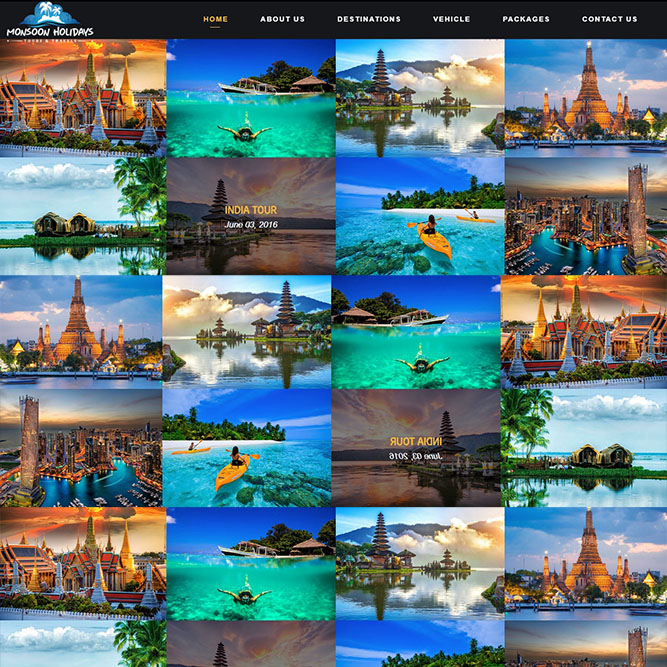 MONSOON HOLIDAYS
TOURS & TRAVELS
HOME ABOUT US DESTINATIONS VEHICLE PACKAGES CONTACT US
INDIA TOUR
June 03, 2016
INDIA TOUR
June 03, 2016